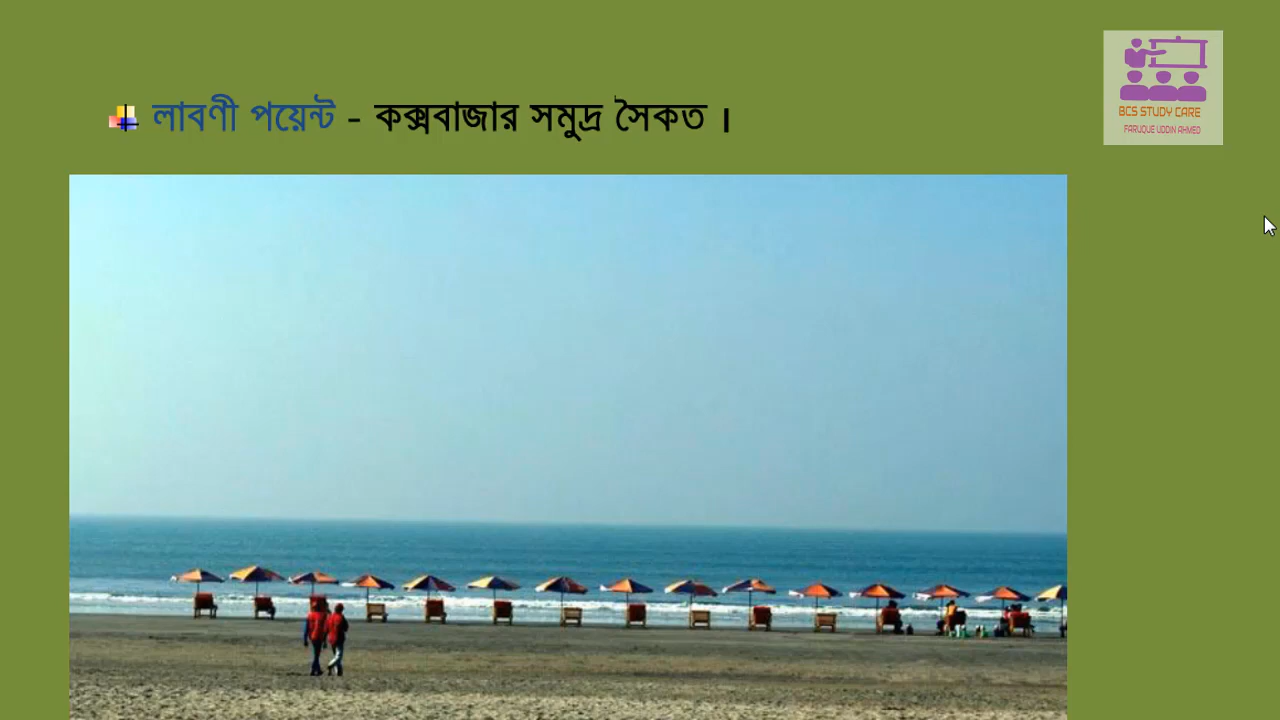 লাবণী পয়েন্ট - কক্সবাজার সমুদ্র সৈকত ।
BCS STUDY CARE
FARUQUE UDDIN AHMED